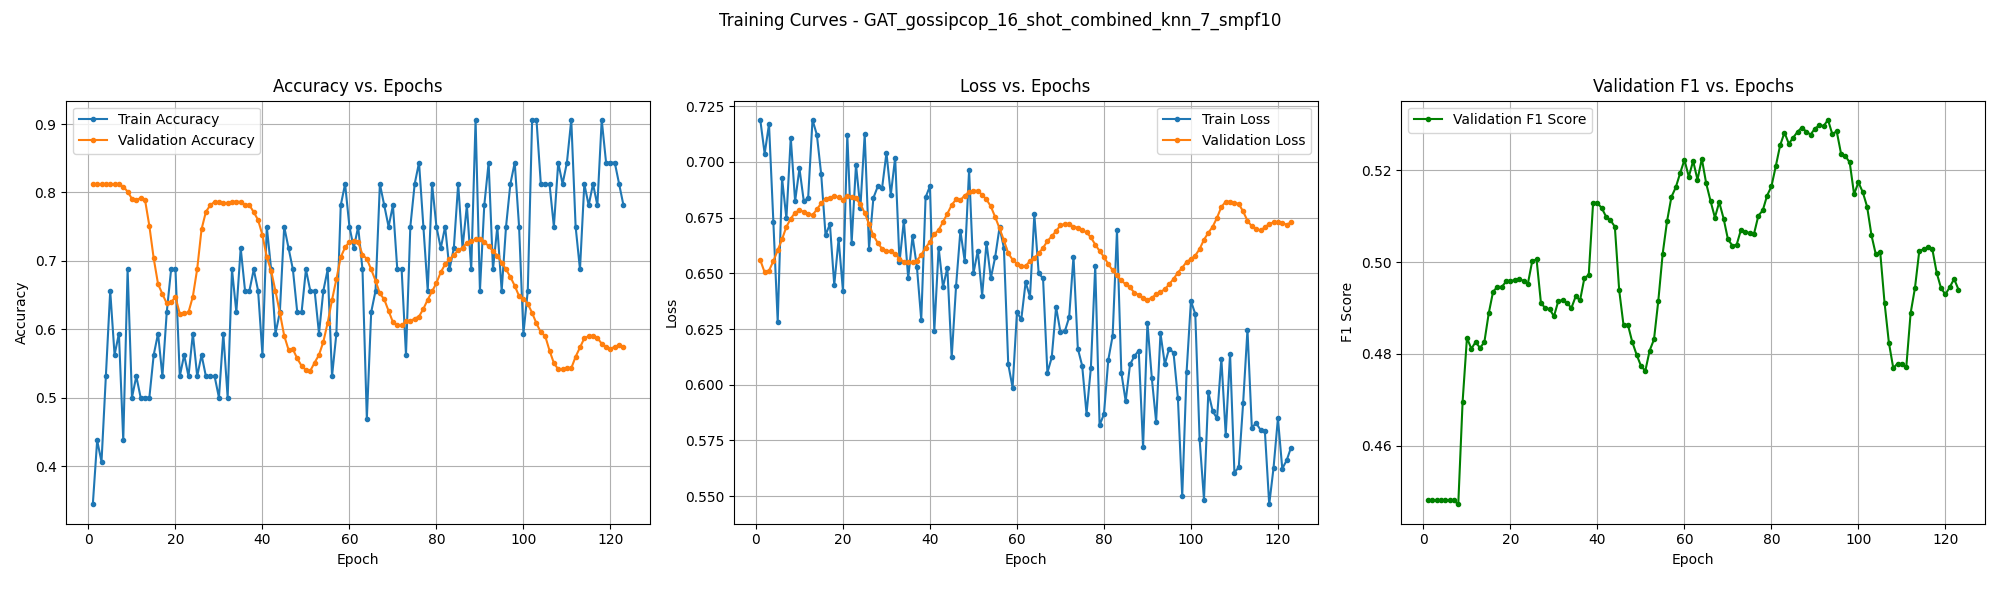 Training Curves - GAT_gossipcop_16_shot_combined_knn_7_smpf10
Accuracy vs. Epochs
Train Accuracy
Validation Accuracy
Accuracy
0.9
0.8
0.7
0.6
0.5
0.4
0 20 40 60 80 100 120
Epoch
Loss vs. Epochs
Train Loss
Validation Loss
Loss
0.725
0.700
0.675
0.650
0.625
0.600
0.575
0.550
0 20 40 60 80 100 120
Epoch
Validation F1 vs. Epochs
Validation F1 Score
F1 Score
0.52
0.50
0.48
0.46
0 20 40 60 80 100 120
Epoch